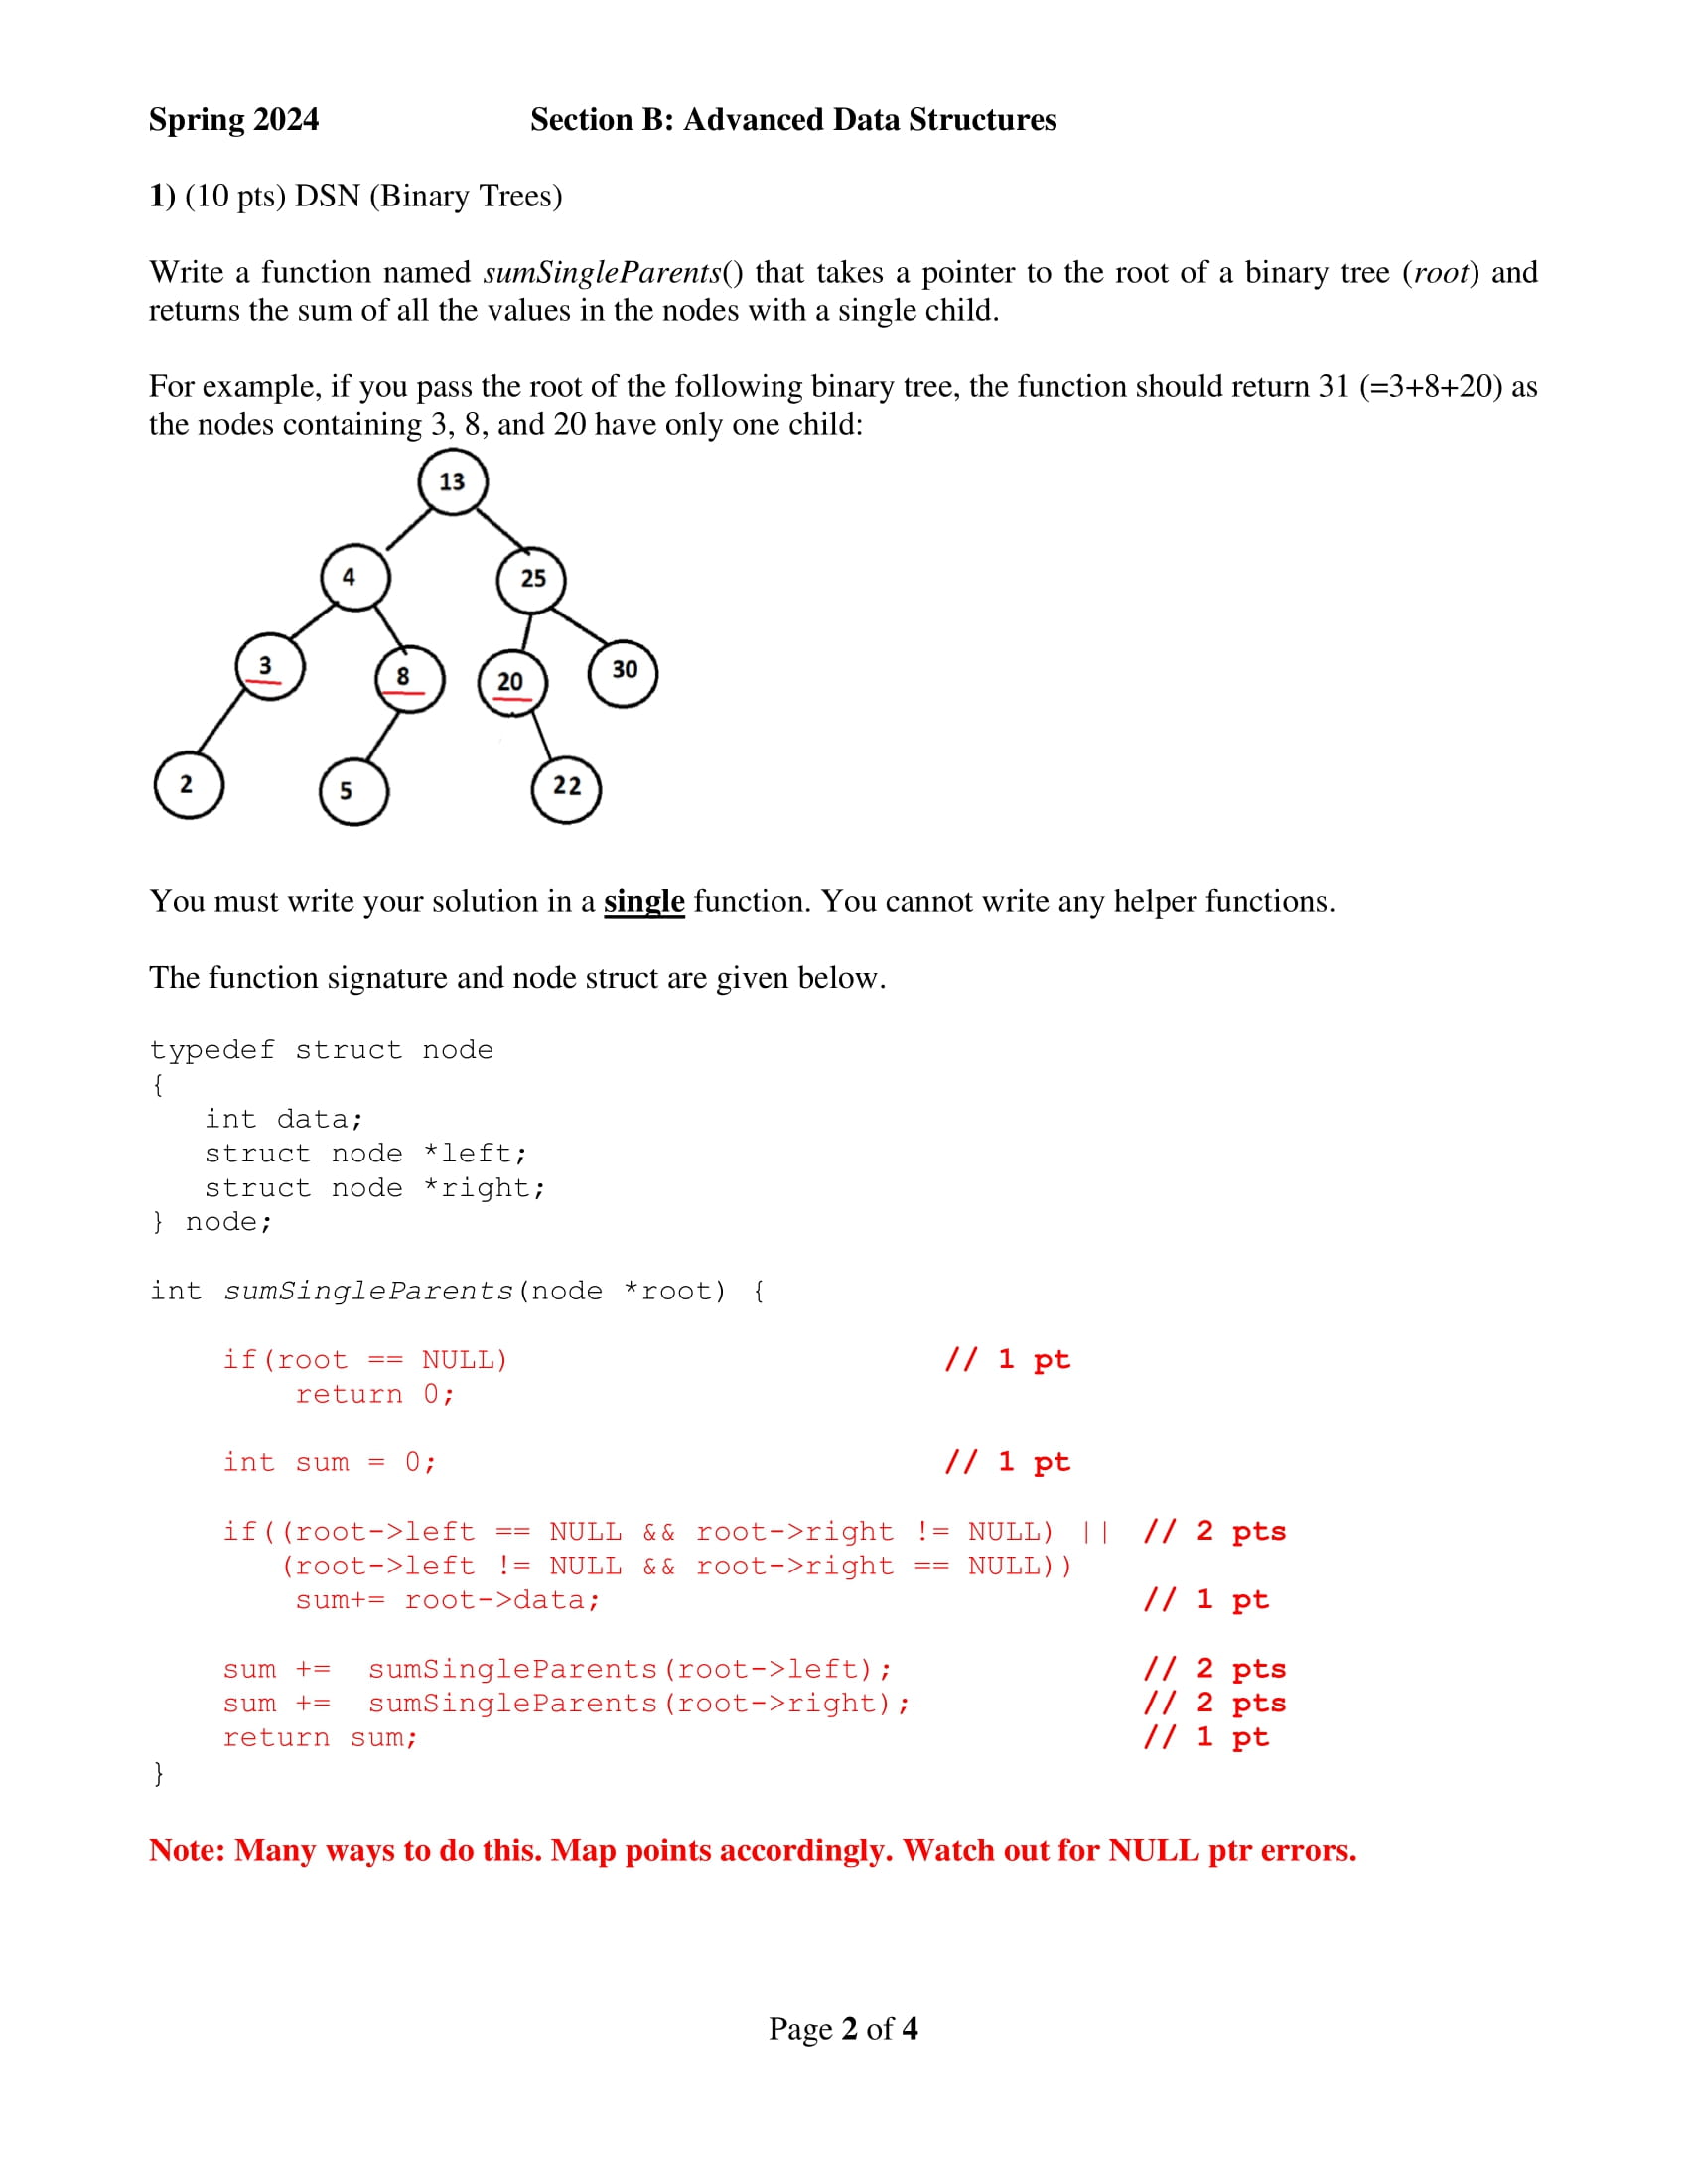 Spring 2024 Section B: Advanced Data Structures
1) (10 pts) DSN (Binary Trees)
Write a function named sumSingleParents() that takes a pointer to the root of a binary tree (root) and
returns the sum of all the values in the nodes with a single child.
For example, if you pass the root of the following binary tree, the function should return 31 (=3+8+20) as
the nodes containing 3, 8, and 20 have only one child:
13
4 25
3 8 20 30
2 5 22
You must write your solution in a single function. You cannot write any helper functions.
The function signature and node struct are given below.
typedef struct node
{
int data;
struct node *left;
struct node *right;
} node;
int sumSingleParents(node *root) {
if(root == NULL) // 1 pt
return 0;
int sum = 0; // 1 pt
if((root->left == NULL && root->right != NULL) || // 2 pts
(root->left != NULL && root->right == NULL))
sum+= root->data; // 1 pt
sum += sumSingleParents(root->left); // 2 pts
sum += sumSingleParents(root->right); // 2 pts
return sum; // 1 pt
}
Note: Many ways to do this. Map points accordingly. Watch out for NULL ptr errors.
Page 2 of 4